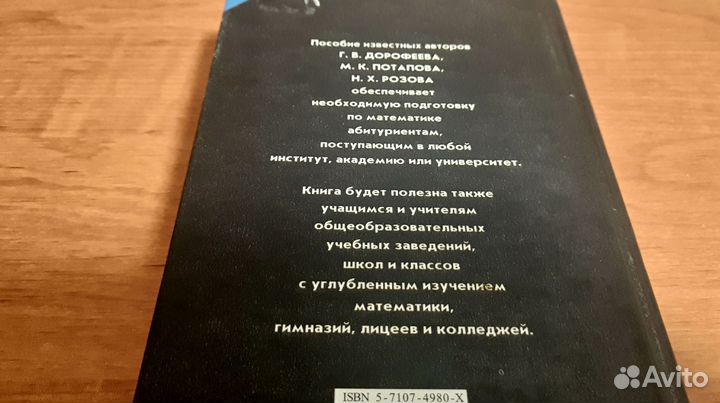 Пособие известных авторов
Г. В. ДОРОФЕЕВА,
М. К. ПОТАПОВА,
Н. Х. РОЗОВА
обеспечивает
необходимую подготовку
по математике
абитуриентам,
поступающим в любой
институт, академию или университет.
Книга будет полезна также
учащимся и учителям
общеобразовательных
учебных заведений,
школ и классов
с углубленным изучением
математики,
гимназий, лицеев и колледжей.
ISBN 5-7107-4980-X
Avito